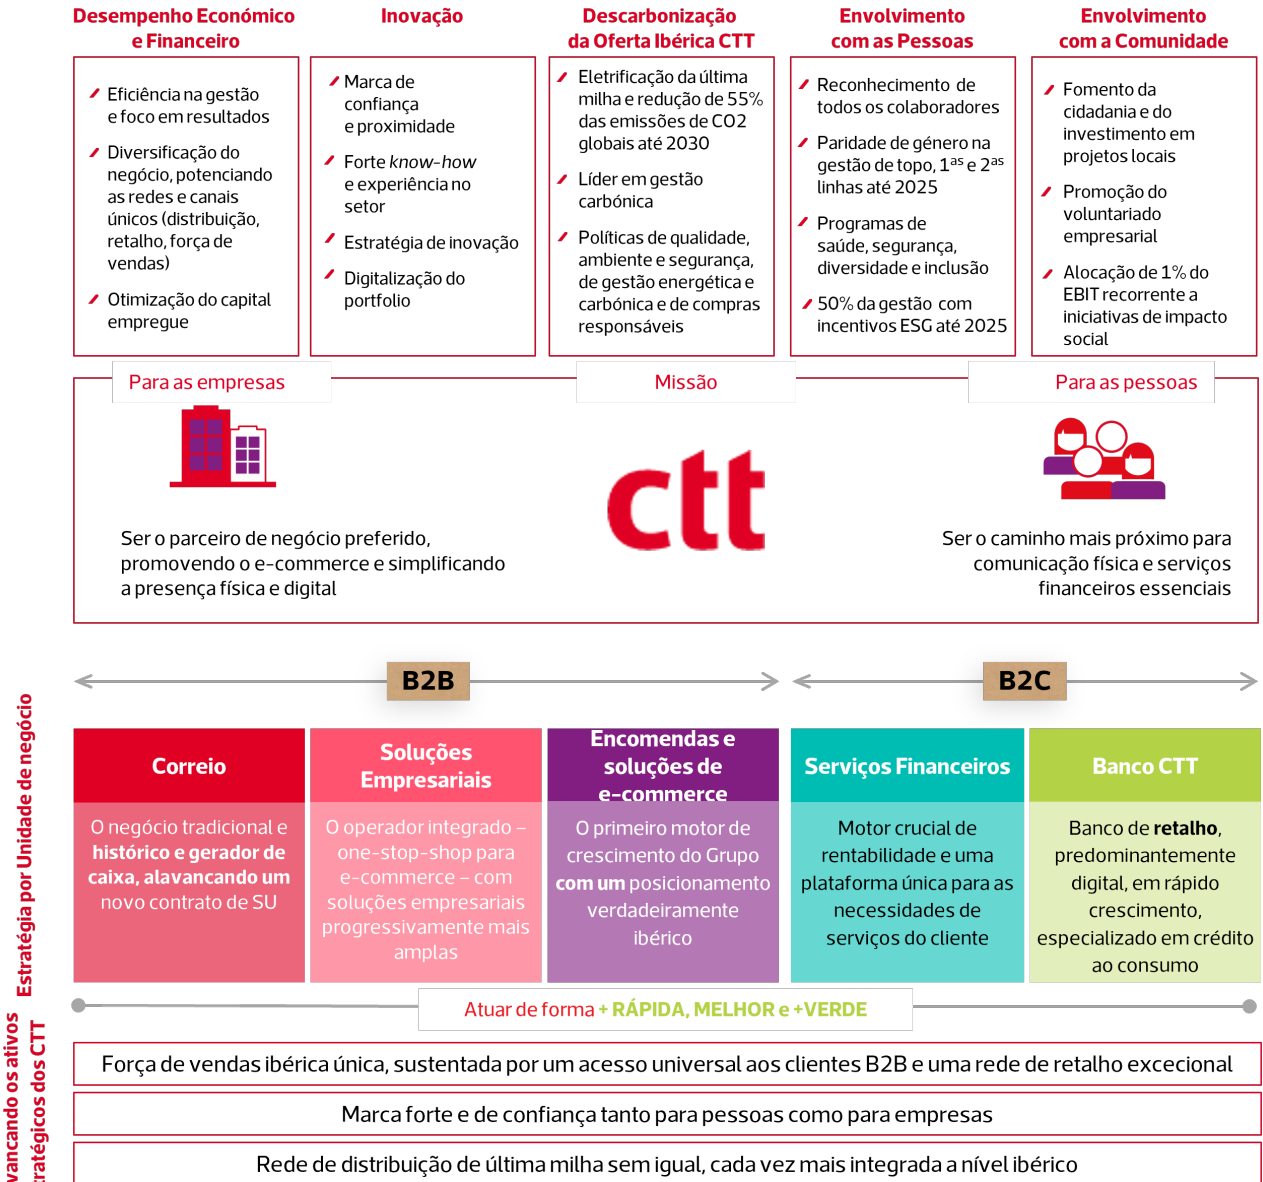 Desempenho Económico
e Financeiro
Eficiência na gestão
e foco em resultados
Diversificação do
negócio, potenciando
as redes e canais
únicos (distribuição,
retalho, força de
vendas)
Otimização do capital
empregue
Inovação
Marca de
confiança
e proximidade
Forte know-how
e experiência no
setor
Estratégia de inovação
Digitalização do
portfolio
Descarbonização
da Oferta Ibérica CTT
Eletrificação da última
milha e redução de 55%
das emissões de CO2
globais até 2030
Líder em gestão
carbónica
Políticas de qualidade,
ambiente e segurança,
de gestão energética e
carbónica e de compras
responsáveis
Envolvimento
com as Pessoas
Reconhecimento de
todos os colaboradores
Paridade de género na
gestão de topo, 1as e 2as
linhas até 2025
Programas de
saúde, segurança,
diversidade e inclusão
50% da gestão com
incentivos ESG até 2025
Envolvimento
com a Comunidade
Fomento da
cidadania e do
investimento em
projetos locais
Promoção do
voluntariado
empresarial
Alocação de 1% do
EBIT recorrente a
iniciativas de impacto
social
Para as empresas
Missão
Para as pessoas
ctt
Ser o parceiro de negócio preferido,
promovendo o e-commerce e simplificando
a presença física e digital
Ser o caminho mais próximo para
comunicação física e serviços
financeiros essenciais
B2B
B2C
Estratégia por Unidade de negócio
Correio
O negócio tradicional e
histórico e gerador de
caixa, alavancando um
novo contrato de SU
Soluções
Empresariais
O operador integrado –
one-stop-shop para
e-commerce – com
soluções empresariais
progressivamente mais
amplas
Encomendas e
soluções de
e-commerce
O primeiro motor de
crescimento do Grupo
com um posicionamento
verdadeiramente
ibérico
Serviços Financeiros
Motor crucial de
rentabilidade e uma
plataforma única para as
necessidades de
serviços do cliente
Banco CTT
Banco de retalho,
predominantemente
digital, em rápido
crescimento,
especializado em crédito
ao consumo
Atuar de forma + RÁPIDA, MELHOR e +VERDE
vancando os ativos
tratégicos dos CTT
Força de vendas ibérica única, sustentada por um acesso universal aos clientes B2B e uma rede de retalho excecional
Marca forte e de confiança tanto para pessoas como para empresas
Rede de distribuição de última milha sem igual, cada vez mais integrada a nível ibérico